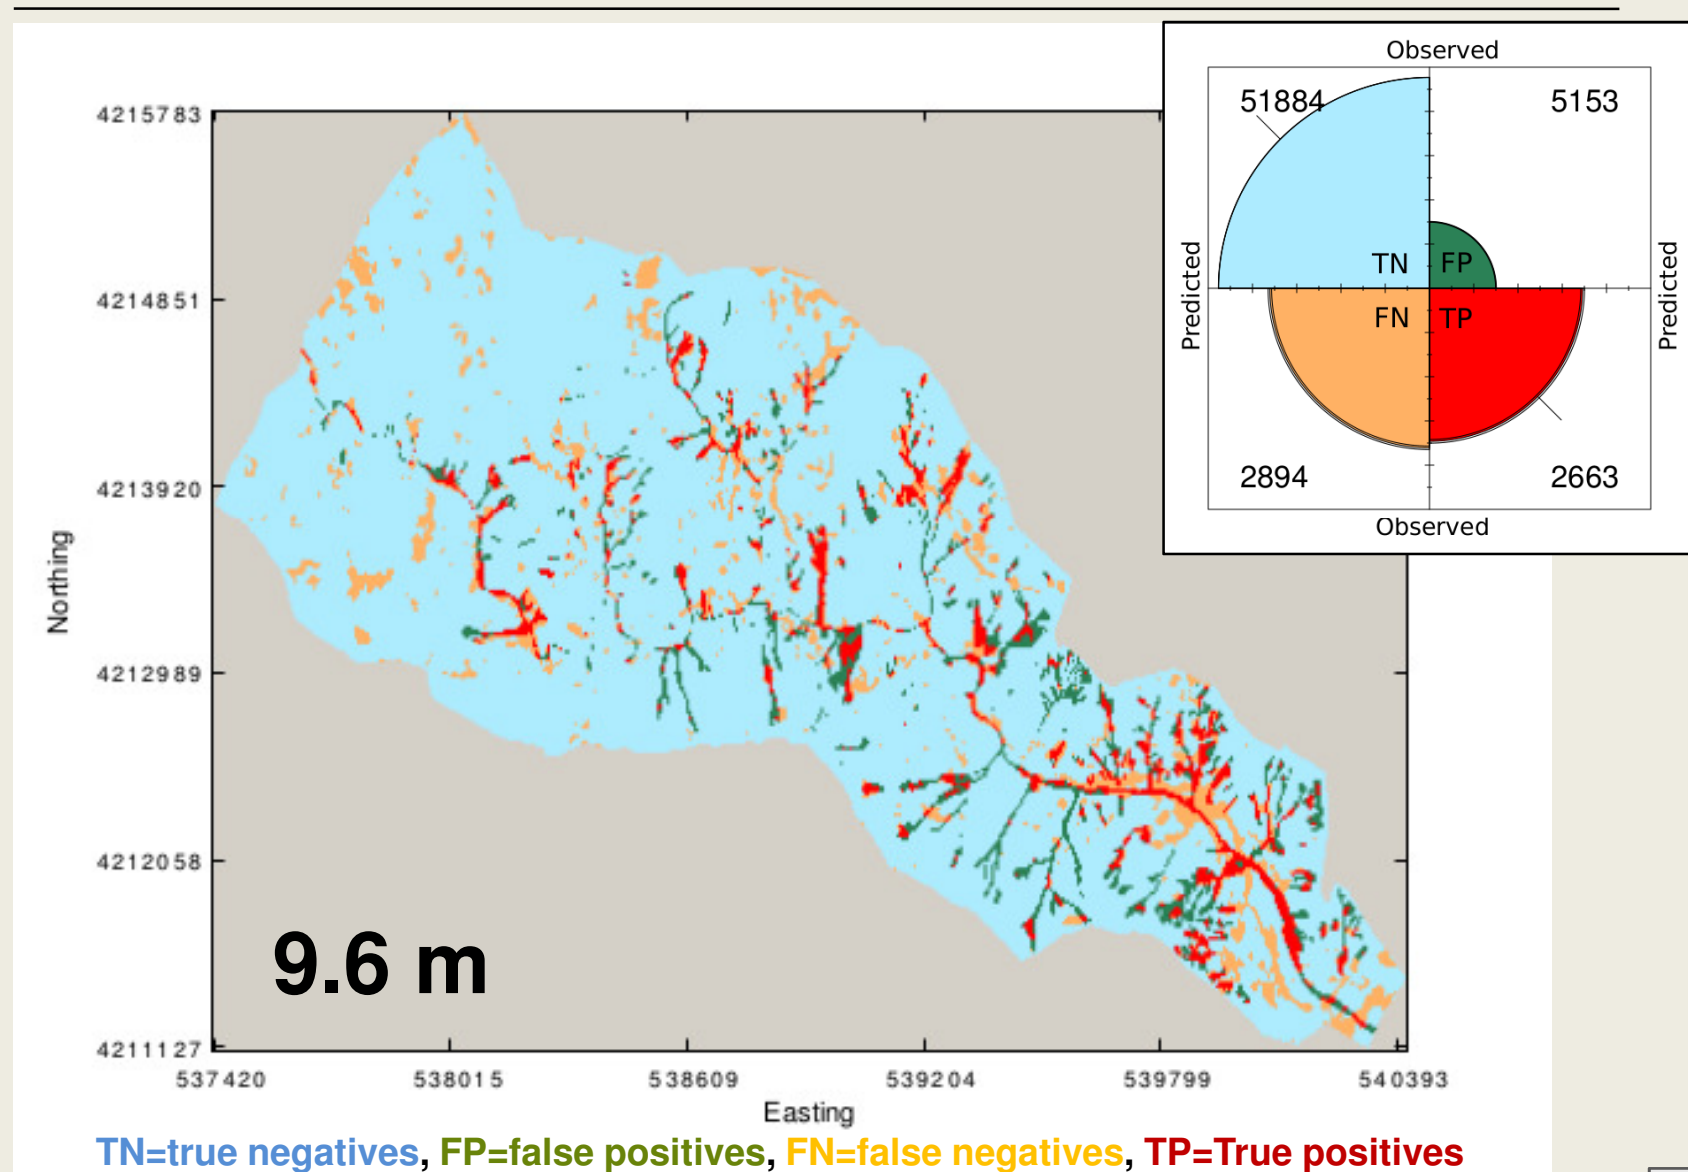 Observed
51884
5153
TN
FP
Predicted
Predicted
FN
TP
2894
2663
Observed
4215783
4214851
4213920
4212989
4212058
4211127
Northing
9.6 m
537420
538015
538609
539204
539799
540393
Easting
TN=true negatives, FP=false positives, FN=false negatives, TP=True positives